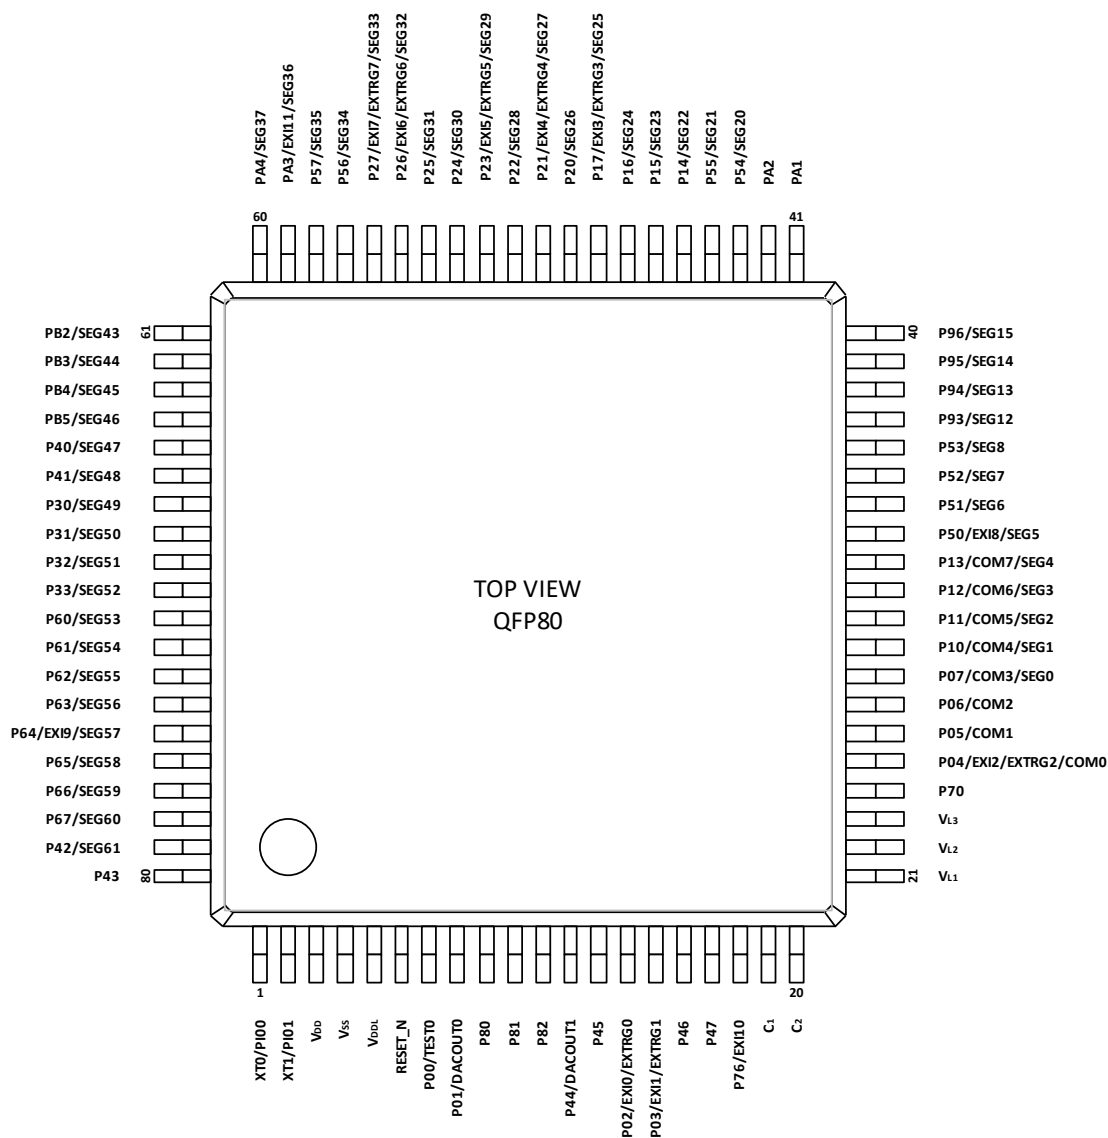 PA4/SEG37
PA3/EXI11/SEG36
P57/SEG35
P56/SEG34
P27/EXI7/EXTRG7/SEG33
P26/EXI6/EXTRG6/SEG32
P25/SEG31
P24/SEG30
P23/EXI5/EXTRG5/SEG29
P22/SEG28
P21/EXI4/EXTRG4/SEG27
P20/SEG26
P17/EXI3/EXTRG3/SEG25
P16/SEG24
P15/SEG23
P14/SEG22
P55/SEG21
P54/SEG20
PA2
PA1
60
41
PB2/SEG43
61
PB3/SEG44
PB4/SEG45
PB5/SEG46
P40/SEG47
P41/SEG48
P30/SEG49
P31/SEG50
P32/SEG51
P33/SEG52
P60/SEG53
P61/SEG54
P62/SEG55
P63/SEG56
P64/EXI9/SEG57
P65/SEG58
P66/SEG59
P67/SEG60
P42/SEG61
P43
80
TOP VIEW
QFP80
40
P96/SEG15
P95/SEG14
P94/SEG13
P93/SEG12
P53/SEG8
P52/SEG7
P51/SEG6
P50/EXI8/SEG5
P13/COM7/SEG4
P12/COM6/SEG3
P11/COM5/SEG2
P10/COM4/SEG1
P07/COM3/SEG0
P06/COM2
P05/COM1
P04/EXI2/EXTRG2/COM0
P70
VL3
VL2
21
VL1
1
20
XT0/PI00
XT1/PI01
VDD
VSS
VDDL
RESET_N
P00/TEST0
P01/DACOUT0
P80
P81
P82
P44/DACOUT1
P45
P02/EXI0/EXTRG0
P03/EXI1/EXTRG1
P46
P47
P76/EXI10
C1
C2